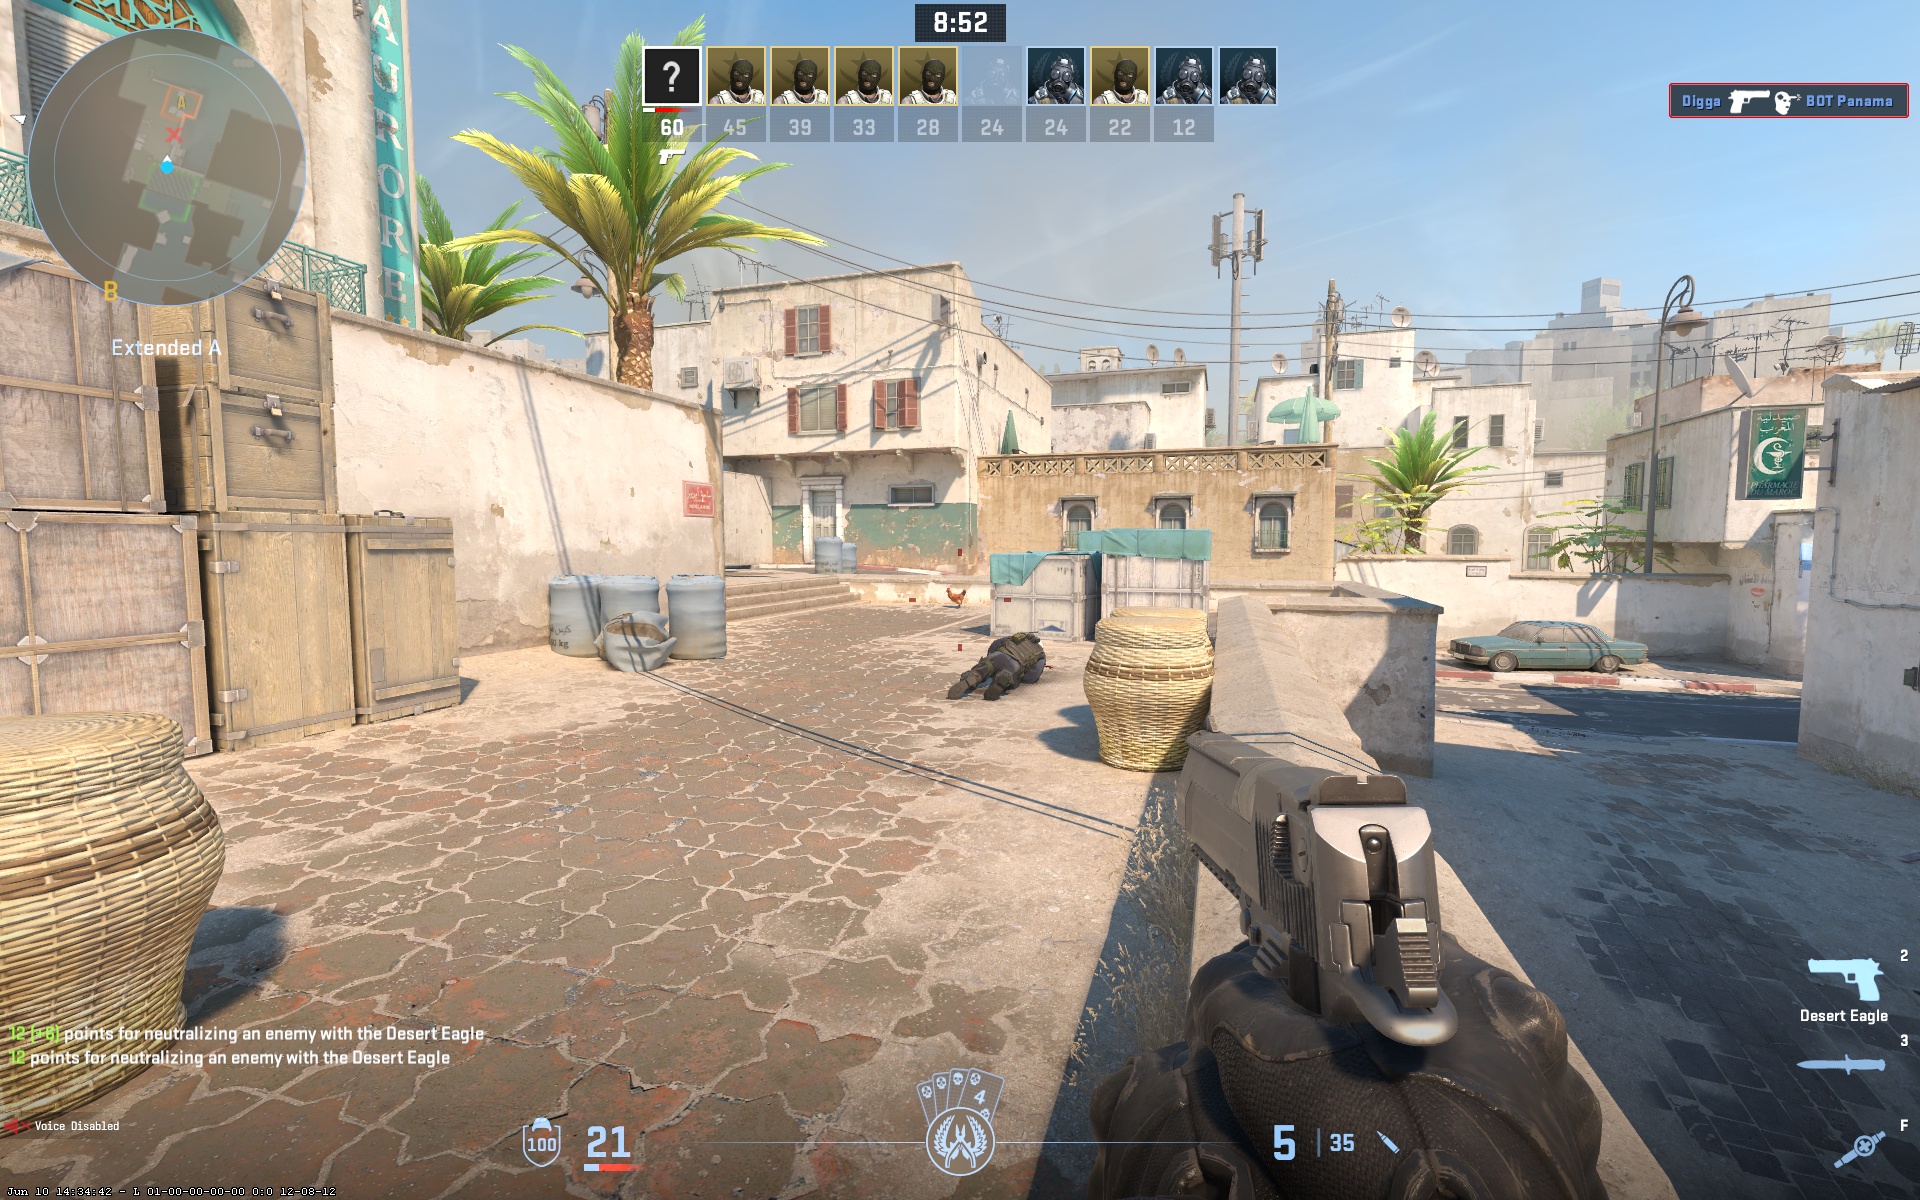 8:52
?
60 45 39 33 28 24 24 22 12
Digga BOT Panama
AURORE
A
B
Extended A
PHARMACIE
DU MAROC
2
Desert Eagle
3
F
12 (+6) points for neutralizing an enemy with the Desert Eagle
12 points for neutralizing an enemy with the Desert Eagle
Voice Disabled
100 21
4
5 35
Jun 10 14:34:42 - L 01-00-00-00-00 0:0 12-08-12